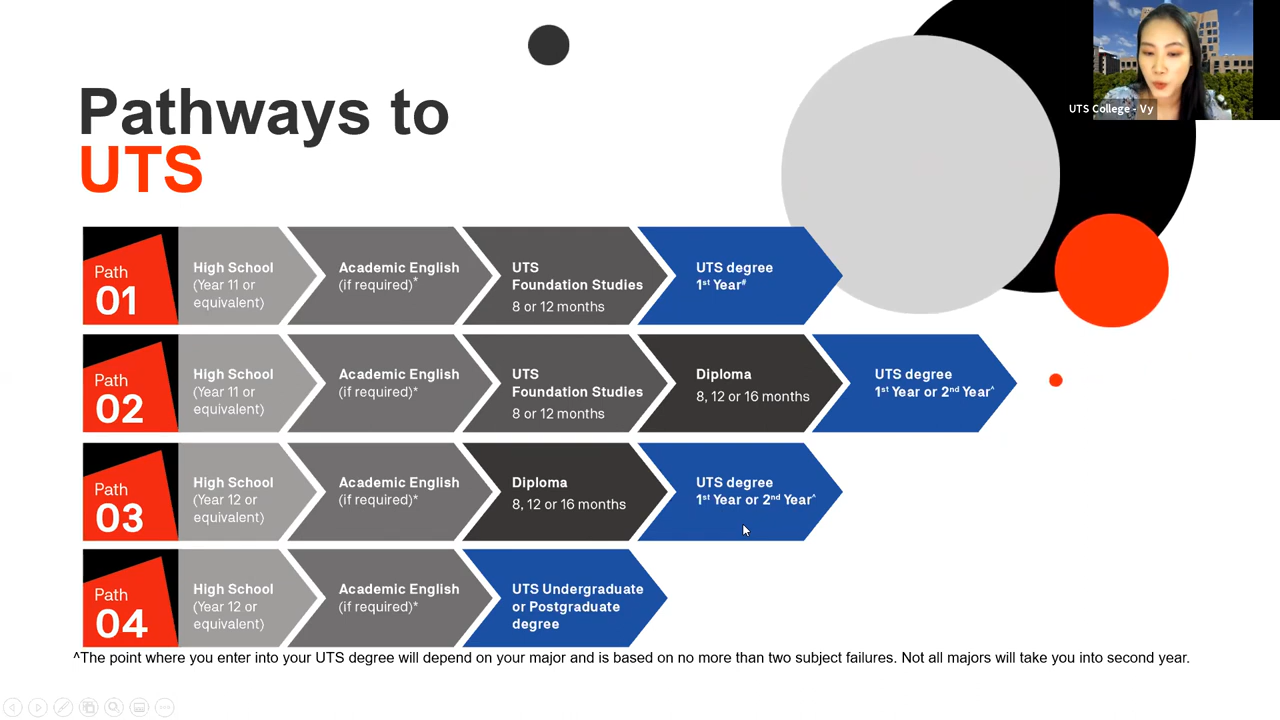 UTS College - Vy
Pathways to
UTS
Path
01
High School
(Year 11 or
equivalent)
Academic English
(if required)*
UTS
Foundation Studies
8 or 12 months
UTS degree
1st Year#
Path
02
High School
(Year 11 or
equivalent)
Academic English
(if required)*
UTS
Foundation Studies
8 or 12 months
Diploma
8, 12 or 16 months
UTS degree
1st Year or 2nd Year^
Path
03
High School
(Year 12 or
equivalent)
Academic English
(if required)*
Diploma
8, 12 or 16 months
UTS degree
1st Year or 2nd Year^
Path
04
High School
(Year 12 or
equivalent)
Academic English
(if required)*
UTS Undergraduate
or Postgraduate
degree
^The point where you enter into your UTS degree will depend on your major and is based on no more than two subject failures. Not all majors will take you into second year.